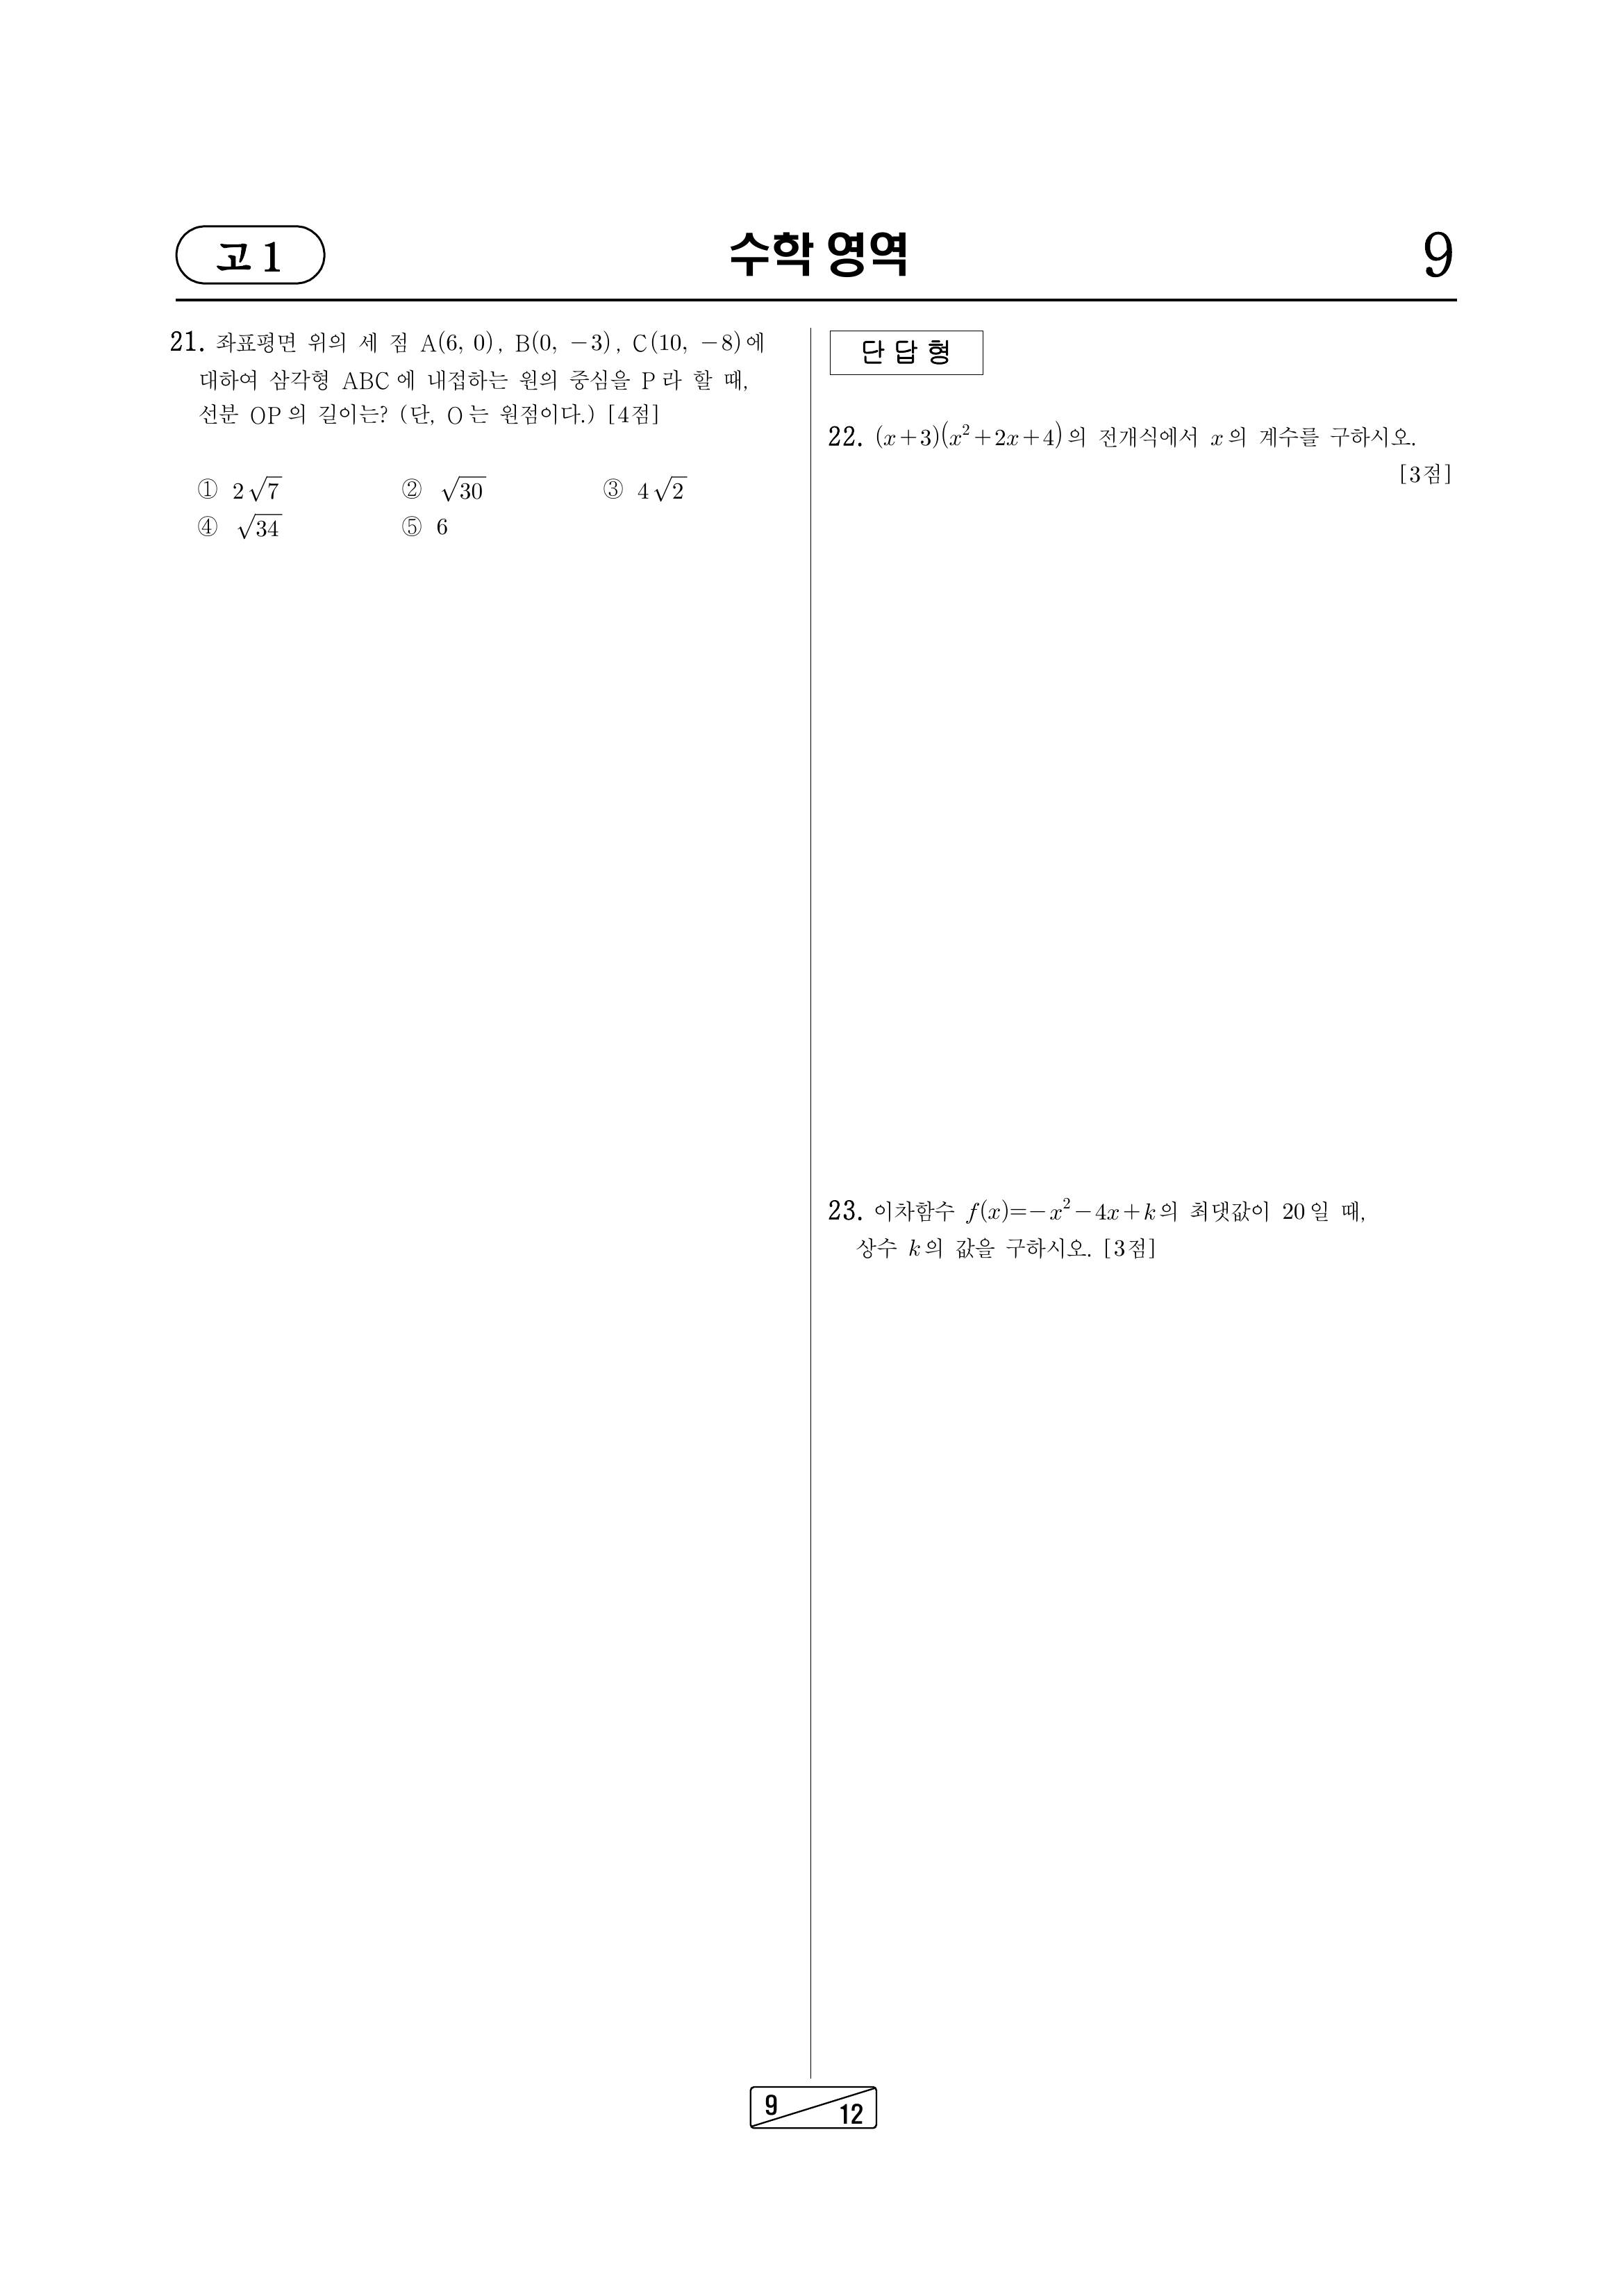 고 1
수학 영역
9
21. 좌표평면 위의 세 점 A(6, 0), B(0, −3), C(10, −8)에
대하여 삼각형 ABC에 내접하는 원의 중심을 P라 할 때,
선분 OP의 길이는? (단, O는 원점이다.) [4점]
① 2√7 ② √30 ③ 4√2
④ √34 ⑤ 6
단 답 형
22. (x+3)(x²+2x+4)의 전개식에서 x의 계수를 구하시오.
[3점]
23. 이차함수 f(x)=−x²−4x+k의 최댓값이 20일 때,
상수 k의 값을 구하시오. [3점]
9
12